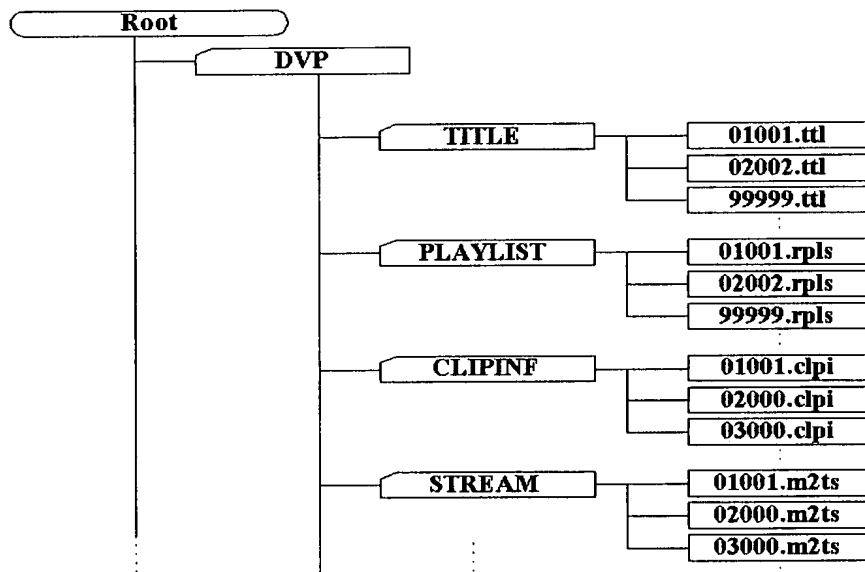 Root
DVP
TITLE
01001.ttl
02002.ttl
99999.ttl
PLAYLIST
01001.rpls
02002.rpls
99999.rpls
CLIPINF
01001.clpi
02000.clpi
03000.clpi
STREAM
01001.m2ts
02000.m2ts
03000.m2ts